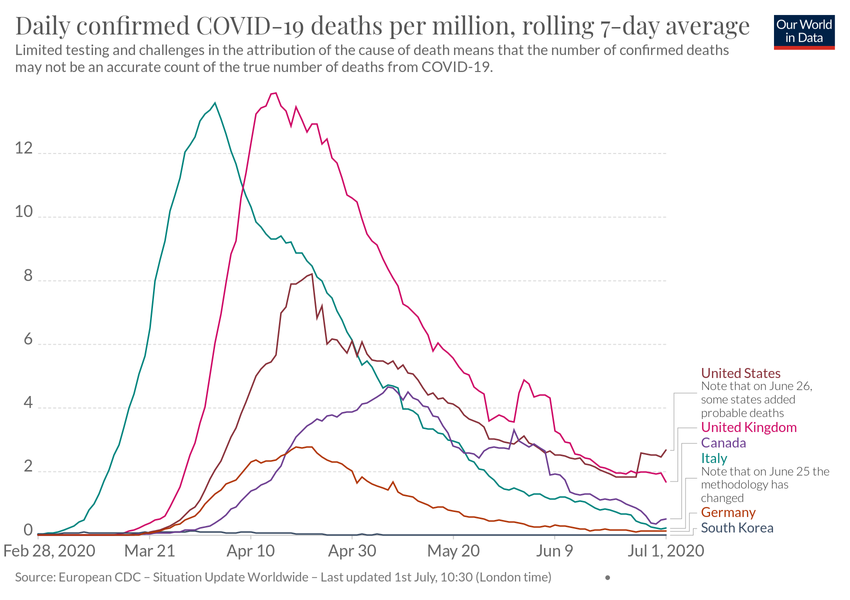 Daily confirmed COVID-19 deaths per million, rolling 7-day average
Our World
in Data
Limited testing and challenges in the attribution of the cause of death means that the number of confirmed deaths
may not be an accurate count of the true number of deaths from COVID-19.
12
10
8
6
4
2
0
Feb 28, 2020
Mar 21
Apr 10
Apr 30
May 20
Jun 9
Jul 1, 2020
United States
Note that on June 26,
some states added
probable deaths
United Kingdom
Canada
Italy
Note that on June 25 the
methodology has
changed
Germany
South Korea
Source: European CDC – Situation Update Worldwide – Last updated 1st July, 10:30 (London time)